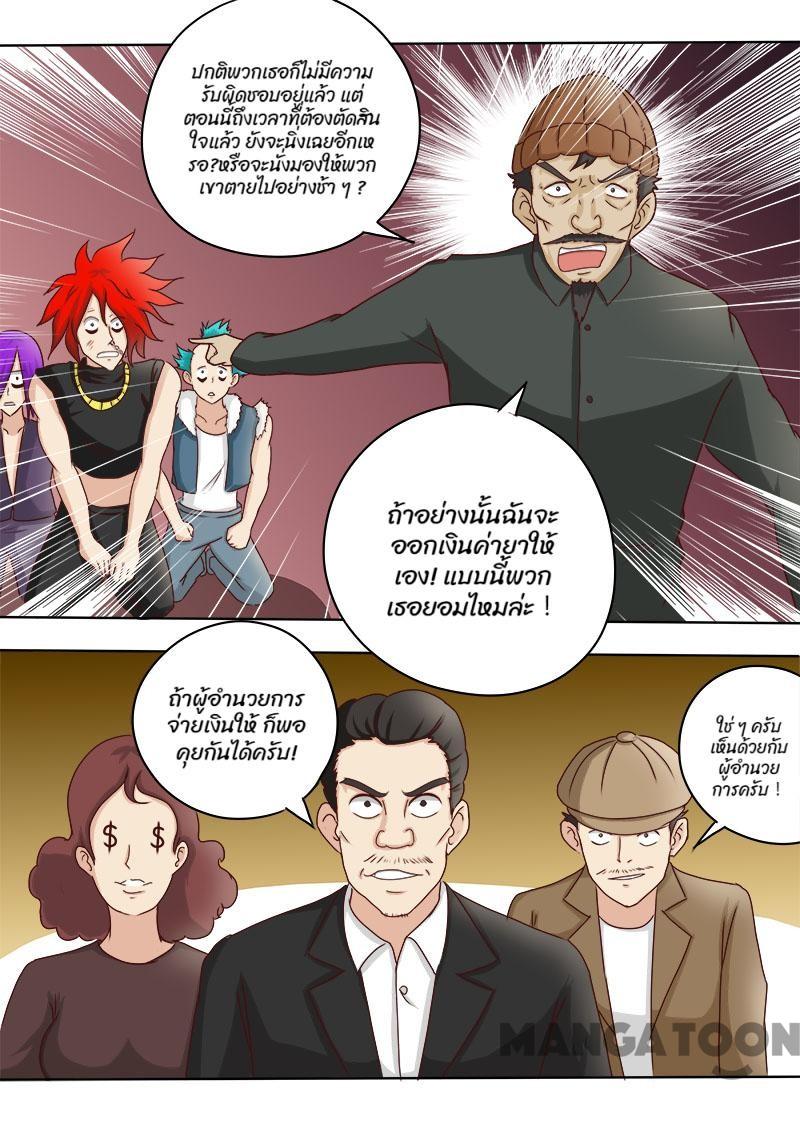 ปกติพวกเธอก็ไม่มีความ
รับผิดชอบอยู่แล้ว แต่
ตอนนี้ถึงเวลาที่ต้องตัดสิน
ใจแล้ว ยังจะนิ่งเฉยอีกเห
รอ?หรือจะนั่งมองให้พวก
เขาตายไปอย่างช้า ๆ ?
ถ้าอย่างนั้นฉันจะ
ออกเงินค่ายาให้
เอง! แบบนี้พวก
เธอยอมไหมล่ะ !
ถ้าผู้อำนวยการ
จ่ายเงินให้ ก็พอ
คุยกันได้ครับ!
$ $
ใช่ ๆ ครับ
เห็นด้วยกับ
ผู้อำนวย
การครับ !
MANGATOON